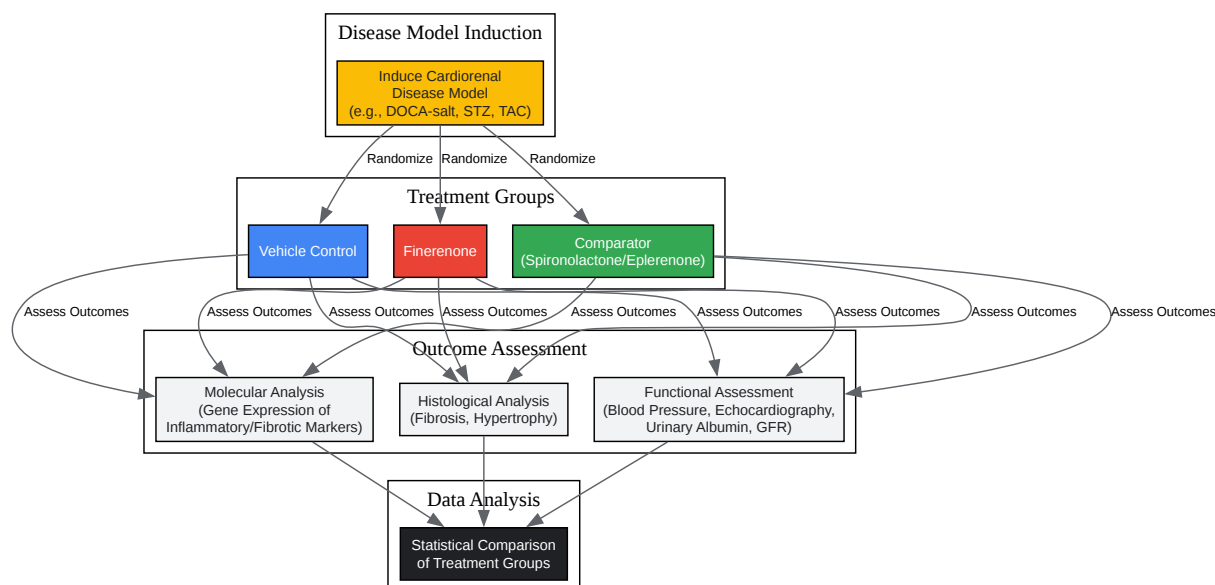 Disease Model Induction
Induce Cardiorenal
Disease Model
(e.g., DOCA-salt, STZ, TAC)
Randomize
Randomize
Randomize
Treatment Groups
Vehicle Control
Finerenone
Comparator
(Spironolactone/Eplerenone)
Assess Outcomes
Assess Outcomes
Assess Outcomes
Assess Outcomes
Assess Outcomes
Assess Outcomes
Assess Outcomes
Assess Outcomes
Assess Outcomes
Outcome Assessment
Molecular Analysis
(Gene Expression of
Inflammatory/Fibrotic Markers)
Histological Analysis
(Fibrosis, Hypertrophy)
Functional Assessment
(Blood Pressure, Echocardiography,
Urinary Albumin, GFR)
Data Analysis
Statistical Comparison
of Treatment Groups